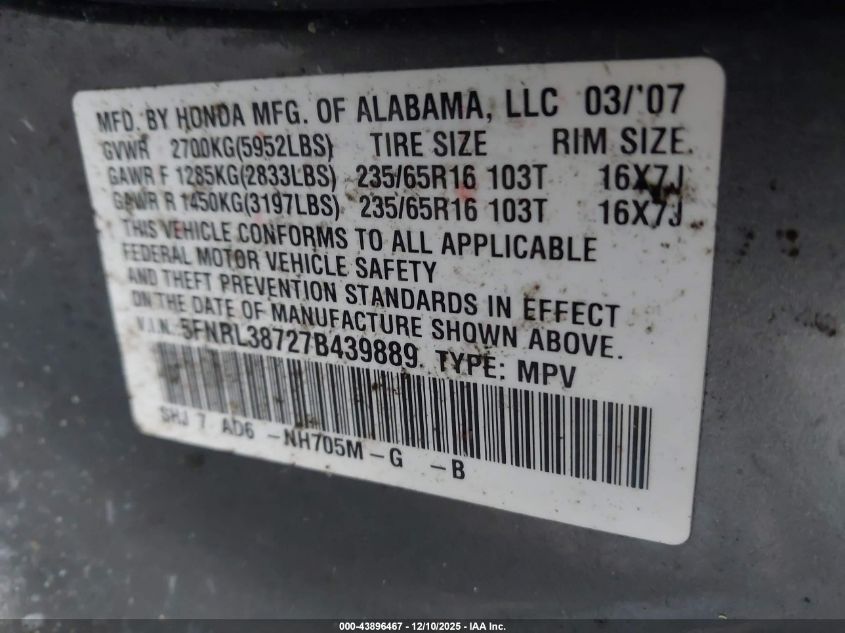 MFD. BY HONDA MFG. OF ALABAMA, LLC 03/'07
GVWR 2700KG(5952LBS) TIRE SIZE RIM SIZE
GAWR F 1285KG(2833LBS) 235/65R16 103T 16X7J
GAWR R 1450KG(3197LBS) 235/65R16 103T 16X7J
THIS VEHICLE CONFORMS TO ALL APPLICABLE
FEDERAL MOTOR VEHICLE SAFETY
AND THEFT PREVENTION STANDARDS IN EFFECT
ON THE DATE OF MANUFACTURE SHOWN ABOVE.
V.I.N. 5FNRL38727B439889 TYPE: MPV
SHJ 7 AD6 -NH705M -G -B
000-43896467 - 12/10/2025 - IAA Inc.